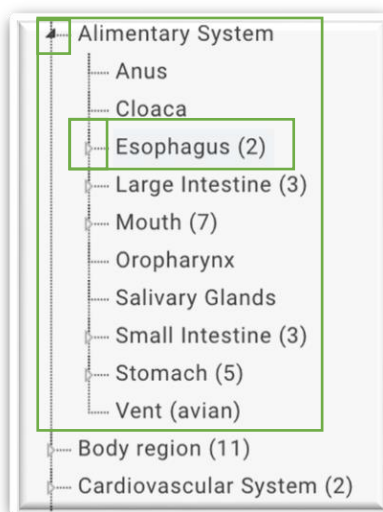 Alimentary System
Anus
Cloaca
Esophagus (2)
Large Intestine (3)
Mouth (7)
Oropharynx
Salivary Glands
Small Intestine (3)
Stomach (5)
Vent (avian)
Body region (11)
Cardiovascular System (2)